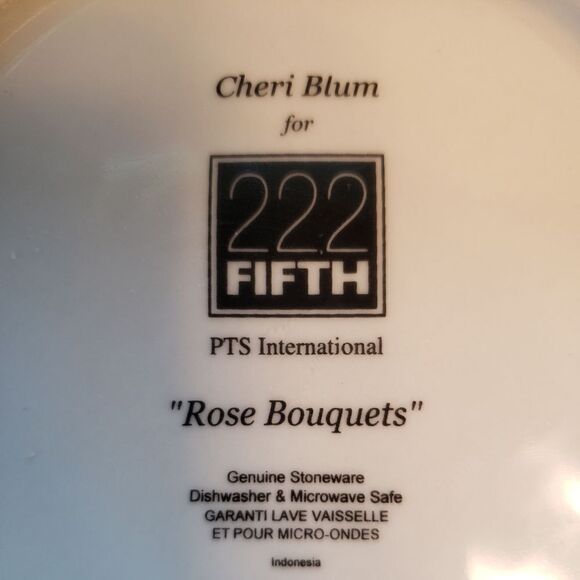 Cheri Blum
for
222
FIFTH
PTS International
"Rose Bouquets"
Genuine Stoneware
Dishwasher & Microwave Safe
GARANTI LAVE VAISSELLE
ET POUR MICRO-ONDES
Indonesia